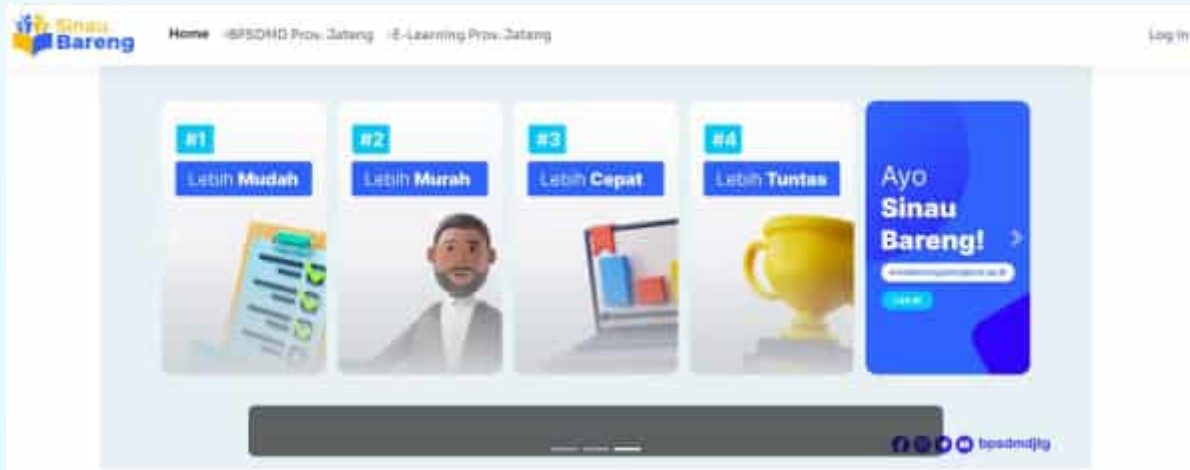 Sinau
Bareng
Home BPSDMD Prov. Jateng E-Learning Prov. Jateng
Log in
#1
Lebih Mudah
#2
Lebih Murah
#3
Lebih Cepat
#4
Lebih Tuntas
Ayo
Sinau
Bareng!
bpsdmdjtg